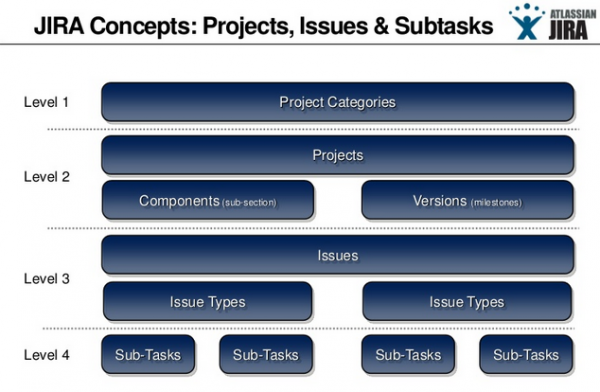 JIRA Concepts: Projects, Issues & Subtasks
ATLASSIAN
JIRA
Level 1
Project Categories
Level 2
Projects
Components (sub-section)
Versions (milestones)
Level 3
Issues
Issue Types
Issue Types
Level 4
Sub-Tasks
Sub-Tasks
Sub-Tasks
Sub-Tasks